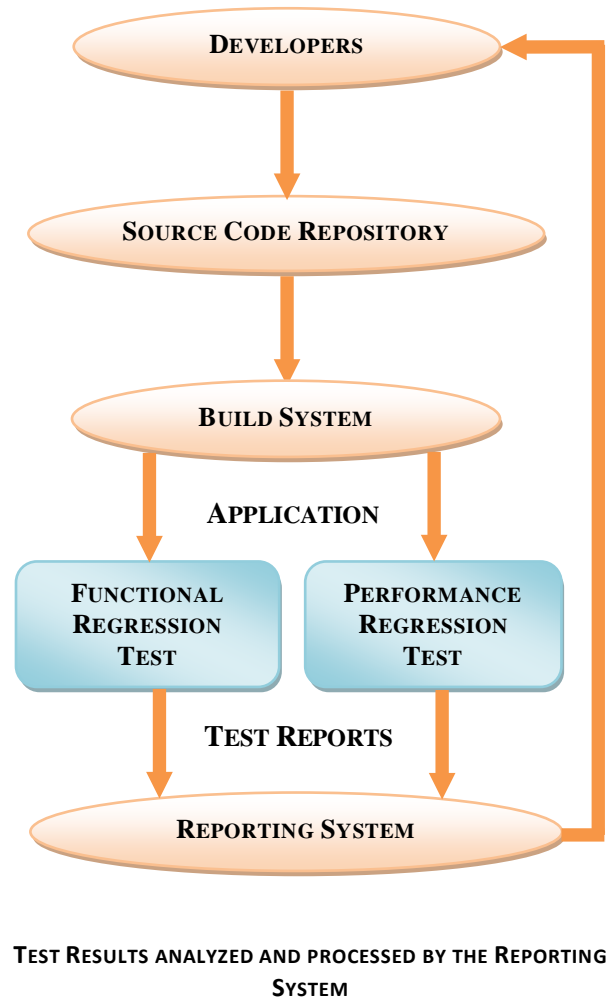 DEVELOPERS
SOURCE CODE REPOSITORY
BUILD SYSTEM
APPLICATION
FUNCTIONAL
REGRESSION
TEST
PERFORMANCE
REGRESSION
TEST
TEST REPORTS
REPORTING SYSTEM
TEST RESULTS ANALYZED AND PROCESSED BY THE REPORTING
SYSTEM